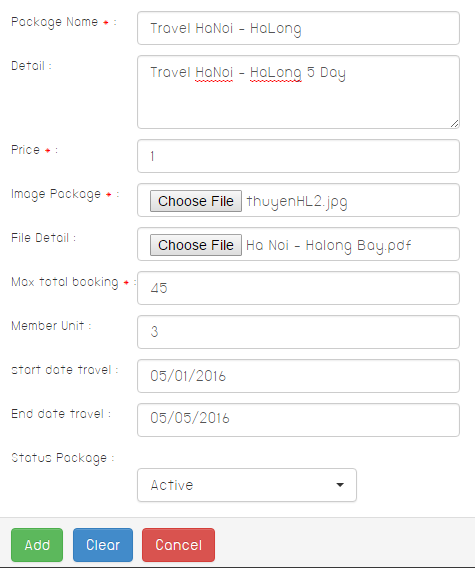 Package Name * : Travel HaNoi - HaLong
Detail : Travel HaNoi - HaLong 5 Day
Price * : 1
Image Package * : Choose File thuyenHL2.jpg
File Detail : Choose File Ha Noi - Halong Bay.pdf
Max total booking * : 45
Member Unit : 3
start date travel : 05/01/2016
End date travel : 05/05/2016
Status Package :
Active
Add Clear Cancel